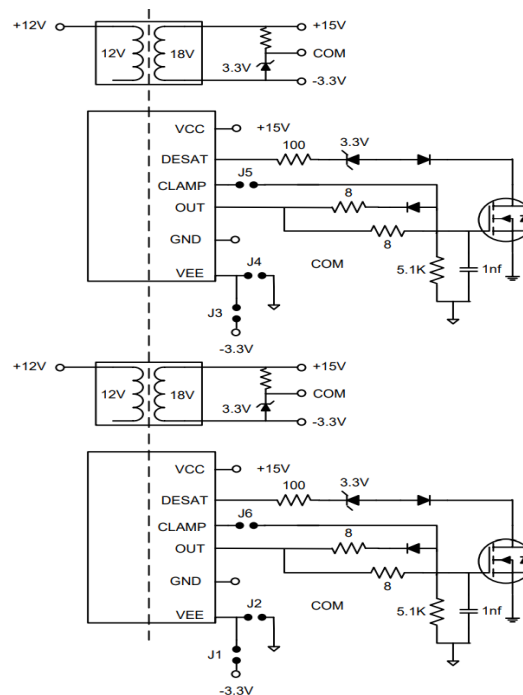 +12V
12V
18V
+15V
COM
3.3V
-3.3V
VCC
+15V
DESAT
100
3.3V
CLAMP
J5
OUT
8
8
GND
COM
5.1K
1nf
VEE
J4
J3
-3.3V
+12V
12V
18V
+15V
COM
3.3V
-3.3V
VCC
+15V
DESAT
100
3.3V
CLAMP
J6
OUT
8
8
GND
COM
5.1K
1nf
VEE
J2
J1
-3.3V